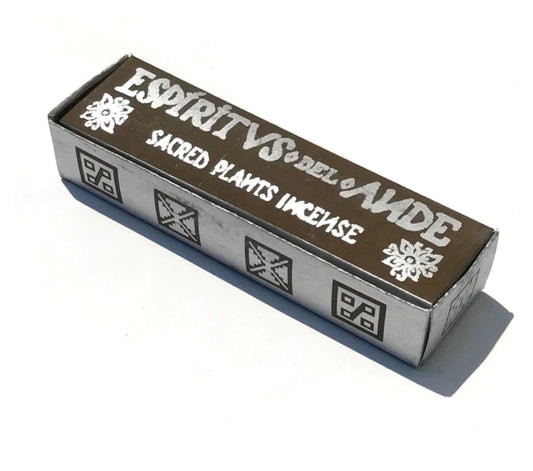 ESPÍRITVS DEL ANDE
SACRED PLANTS INCENSE